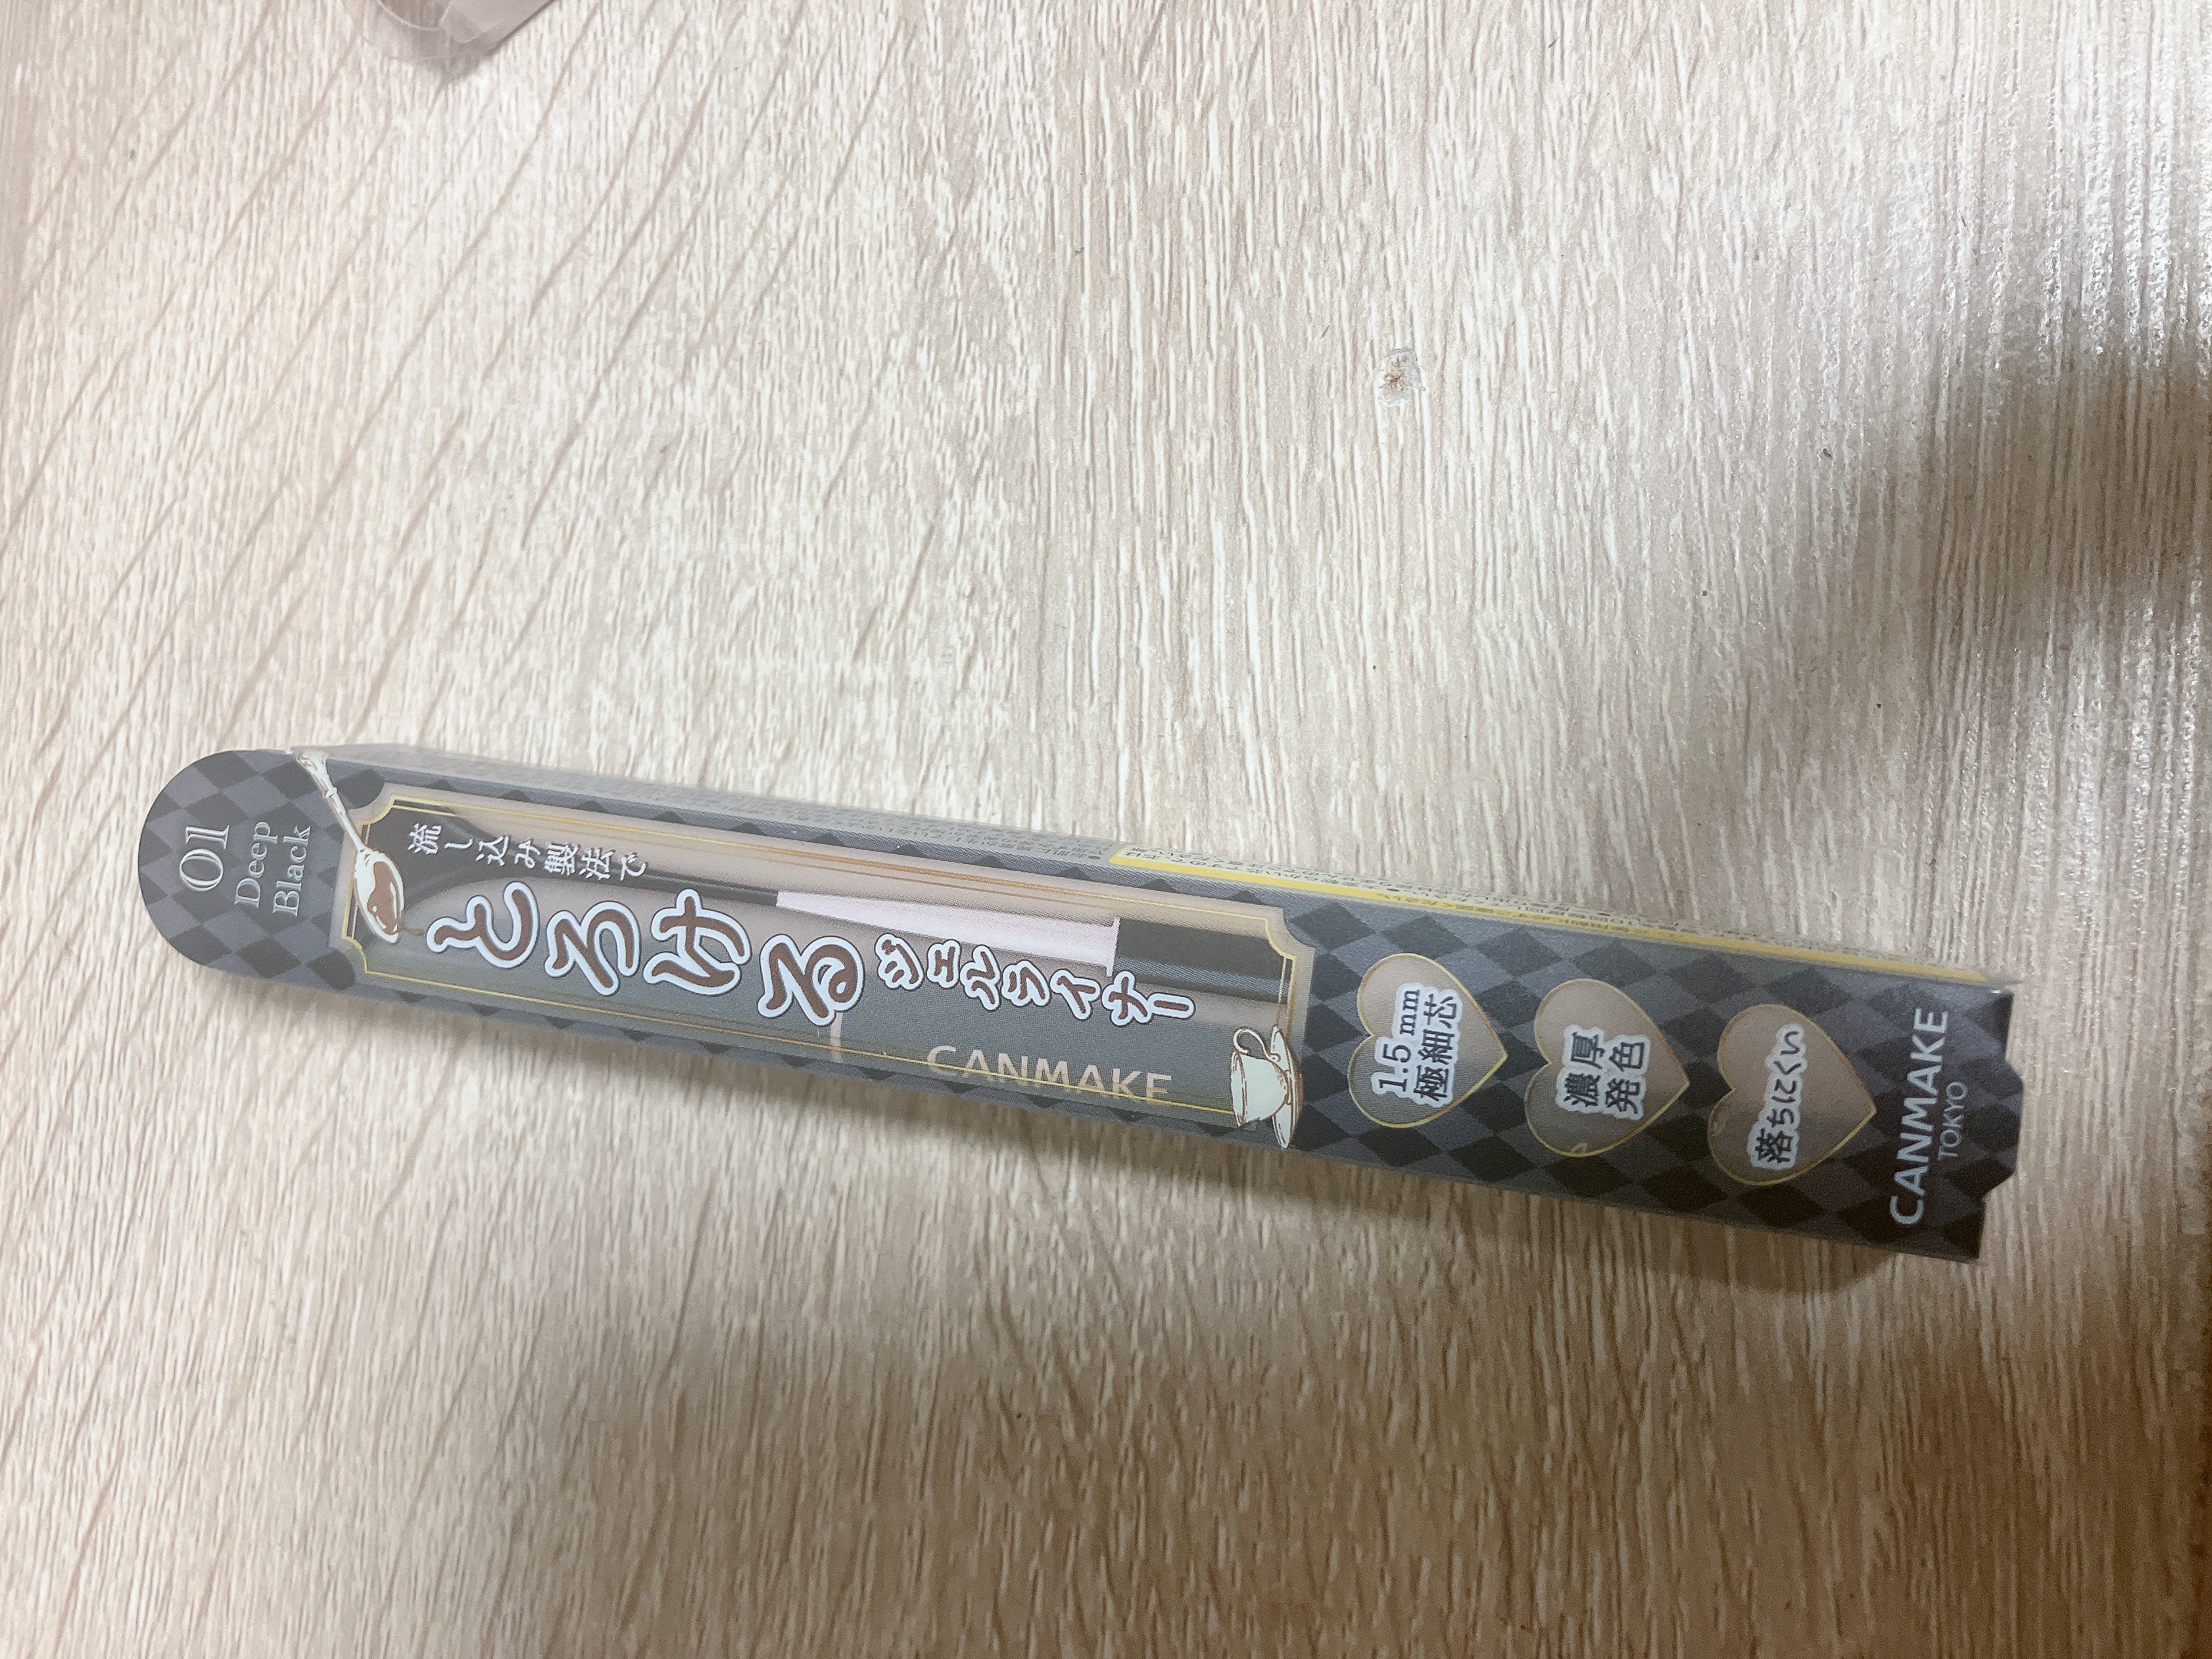 01
Deep
Black
流し込み製法で
とろける
ジェルライナー
CANMAKE
1.5mm
極細芯
濃厚
発色
落ちにくい
CANMAKE
TOKYO